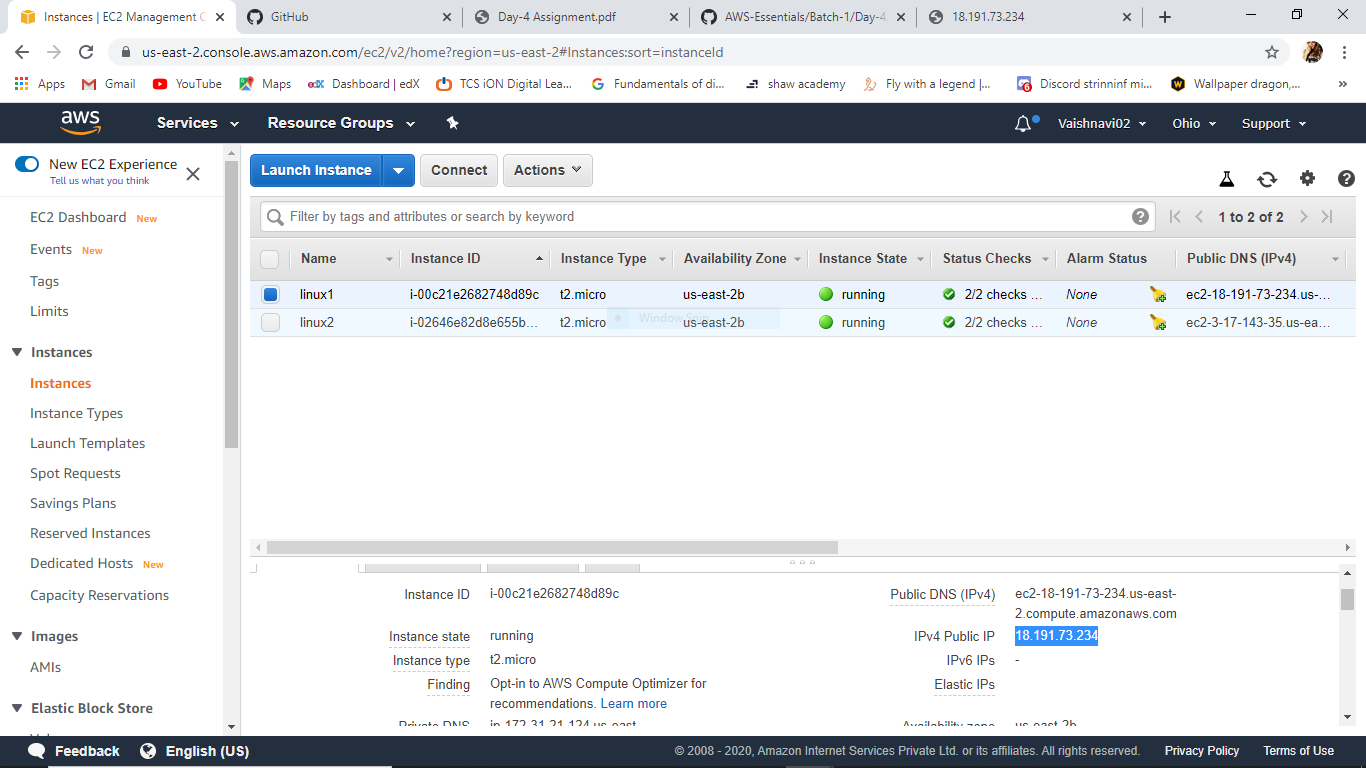 Instances | EC2 Management C
GitHub
Day-4 Assignment.pdf
AWS-Essentials/Batch-1/Day-4
18.191.73.234
us-east-2.console.aws.amazon.com/ec2/v2/home?region=us-east-2#Instances:sort=instanceId
Apps Gmail YouTube Maps edX Dashboard | edX TCS iON Digital Lea... Fundamentals of di... shaw academy Fly with a legend |... 6 Discord strinninf mi... Wallpaper dragon,... »
aws Services Resource Groups Vaishnavi02 Ohio Support
New EC2 Experience
Tell us what you think
EC2 Dashboard New
Events New
Tags
Limits
Instances
Instances
Instance Types
Launch Templates
Spot Requests
Savings Plans
Reserved Instances
Dedicated Hosts New
Capacity Reservations
Images
AMIs
Elastic Block Store
Launch Instance Connect Actions
Filter by tags and attributes or search by keyword
1 to 2 of 2
Name Instance ID Instance Type Availability Zone Instance State Status Checks Alarm Status Public DNS (IPv4)
linux1 i-00c21e2682748d89c t2.micro us-east-2b running 2/2 checks ... None ec2-18-191-73-234.us-...
linux2 i-02646e82d8e655b... t2.micro us-east-2b running 2/2 checks ... None ec2-3-17-143-35.us-ea...
Window Snip
Instance ID i-00c21e2682748d89c
Instance state running
Instance type t2.micro
Finding Opt-in to AWS Compute Optimizer for
recommendations. Learn more
Private DNS ip-172-31-21-124.us-east-
Public DNS (IPv4) ec2-18-191-73-234.us-east-
2.compute.amazonaws.com
IPv4 Public IP 18.191.73.234
IPv6 IPs -
Elastic IPs
Availability zone us-east-2b
Feedback English (US) © 2008 - 2020, Amazon Internet Services Private Ltd. or its affiliates. All rights reserved. Privacy Policy Terms of Use